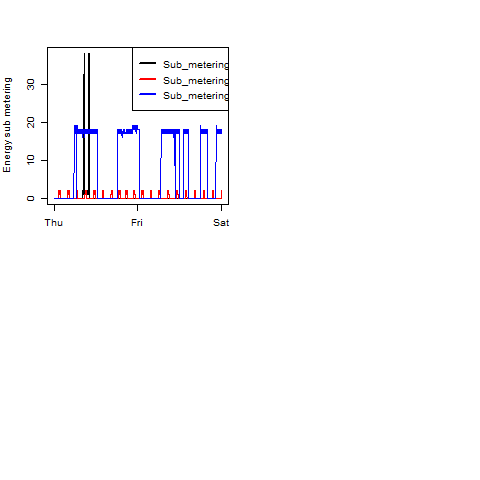 Sub_metering
Sub_metering
Sub_metering
Energy sub metering
30
20
10
0
Thu
Fri
Sat